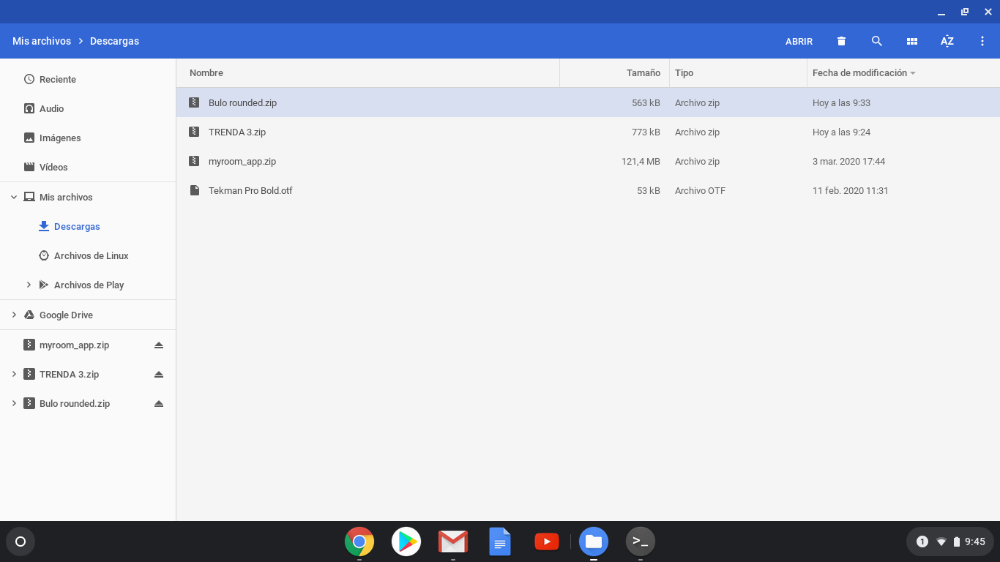 Mis archivos > Descargas
ABRIR
AZ
Reciente
Audio
Imágenes
Vídeos
Mis archivos
Descargas
Archivos de Linux
Archivos de Play
Google Drive
myroom_app.zip
TRENDA 3.zip
Bulo rounded.zip
Nombre Tamaño Tipo Fecha de modificación
Bulo rounded.zip 563 kB Archivo zip Hoy a las 9:33
TRENDA 3.zip 773 kB Archivo zip Hoy a las 9:24
myroom_app.zip 121,4 MB Archivo zip 3 mar. 2020 17:44
Tekman Pro Bold.otf 53 kB Archivo OTF 11 feb. 2020 11:31
>_
1 9:45